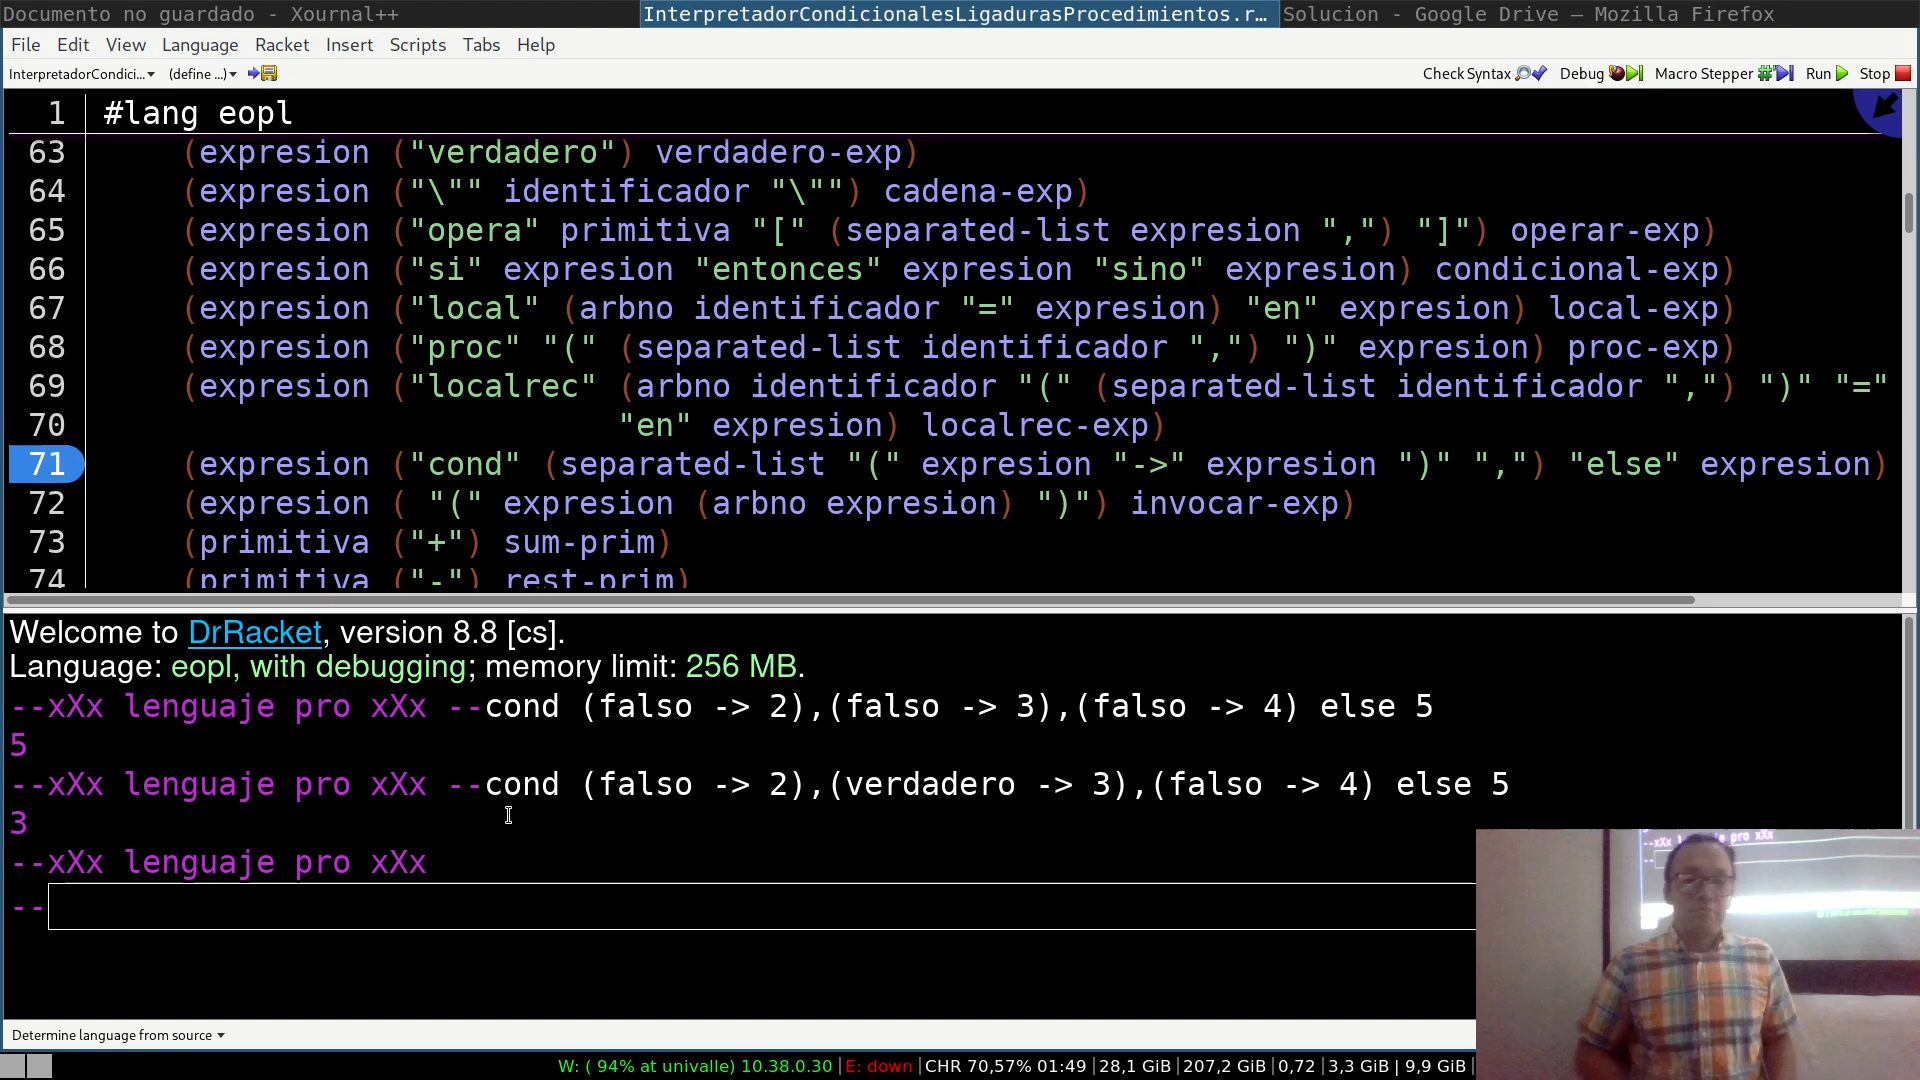 Documento no guardado - Xournal++
InterpretadorCondicionalesLigadurasProcedimientos.r…
Solucion - Google Drive — Mozilla Firefox
File Edit View Language Racket Insert Scripts Tabs Help
InterpretadorCondici... (define ...) Check Syntax Debug Macro Stepper Run Stop
1 #lang eopl
63 (expresion ("verdadero") verdadero-exp)
64 (expresion ("\"" identificador "\"") cadena-exp)
65 (expresion ("opera" primitiva "[" (separated-list expresion ",") "]") operar-exp)
66 (expresion ("si" expresion "entonces" expresion "sino" expresion) condicional-exp)
67 (expresion ("local" (arbno identificador "=" expresion) "en" expresion) local-exp)
68 (expresion ("proc" "(" (separated-list identificador ",") ")" expresion) proc-exp)
69 (expresion ("localrec" (arbno identificador "(" (separated-list identificador ",") ")" "="
70 "en" expresion) localrec-exp)
71 (expresion ("cond" (separated-list "(" expresion "->" expresion ")" ",") "else" expresion)
72 (expresion ( "(" expresion (arbno expresion) ")") invocar-exp)
73 (primitiva ("+") sum-prim)
74 (primitiva ("-") rest-prim)
Welcome to DrRacket, version 8.8 [cs].
Language: eopl, with debugging; memory limit: 256 MB.
--xXx lenguaje pro xXx --cond (falso -> 2),(falso -> 3),(falso -> 4) else 5
5
--xXx lenguaje pro xXx --cond (falso -> 2),(verdadero -> 3),(falso -> 4) else 5
3
--xXx lenguaje pro xXx
--
--xXx lenguaje pro xXx
Determine language from source
W: ( 94% at univalle) 10.38.0.30 |E: down |CHR 70,57% 01:49 |28,1 GiB |207,2 GiB |0,72 |3,3 GiB | 9,9 GiB |